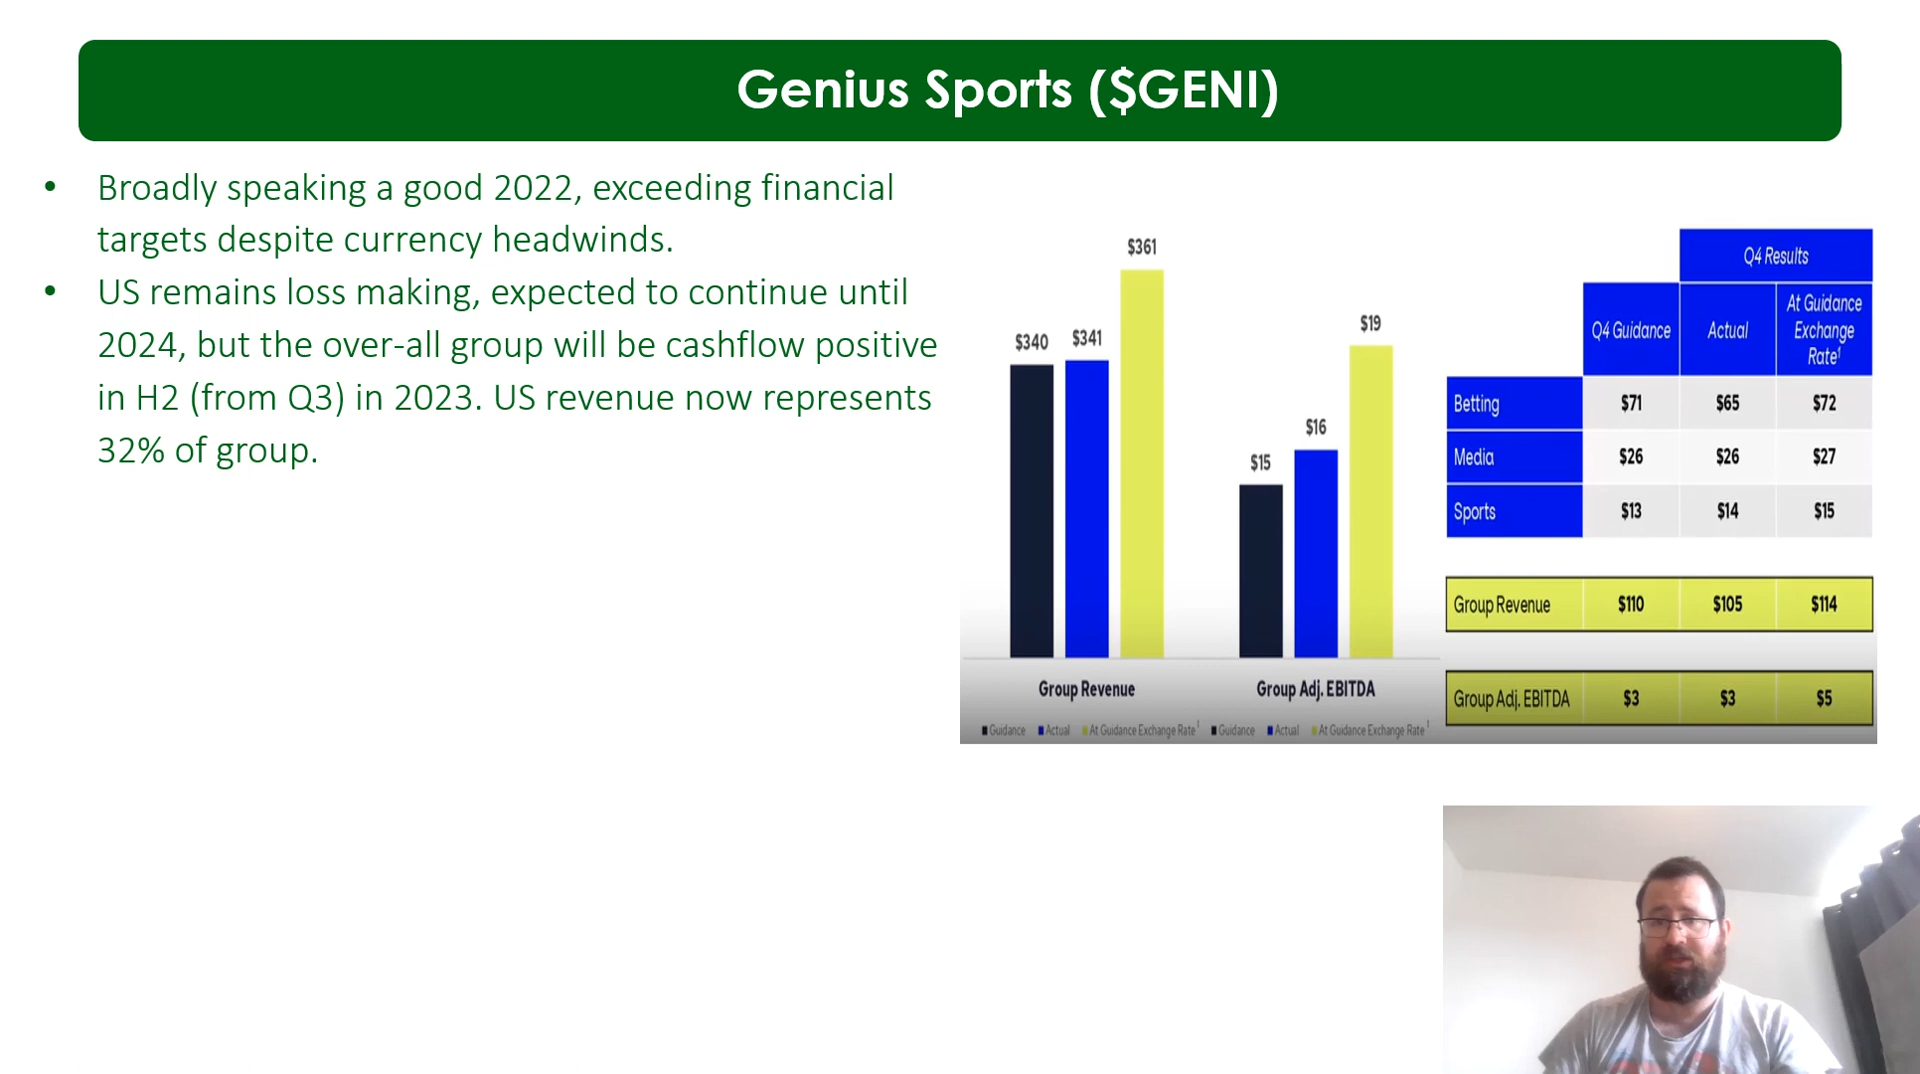 Genius Sports ($GENI)
• Broadly speaking a good 2022, exceeding financial
targets despite currency headwinds.
• US remains loss making, expected to continue until
2024, but the over-all group will be cashflow positive
in H2 (from Q3) in 2023. US revenue now represents
32% of group.
$340 $341 $361
$15 $16 $19
Group Revenue Group Adj. EBITDA
Guidance Actual At Guidance Exchange Rate¹ Guidance Actual At Guidance Exchange Rate¹
Q4 Results
Q4 Guidance Actual At Guidance
Exchange
Rate¹
Betting $71 $65 $72
Media $26 $26 $27
Sports $13 $14 $15
Group Revenue $110 $105 $114
Group Adj. EBITDA $3 $3 $5